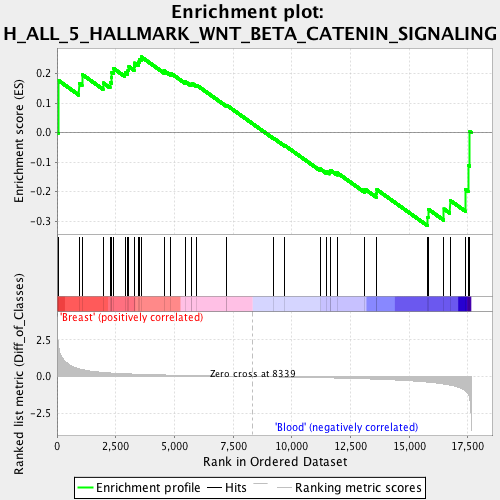 Enrichment plot:
H_ALL_5_HALLMARK_WNT_BETA_CATENIN_SIGNALING
Enrichment score (ES)
0.2
0.1
0.0
-0.1
-0.2
-0.3
'Breast' (positively correlated)
Ranked list metric (Diff_of_Classes)
2.5
0.0
-2.5
Zero cross at 8339
'Blood' (negatively correlated)
0 2,500 5,000 7,500 10,000 12,500 15,000 17,500
Rank in Ordered Dataset
Enrichment profile Hits Ranking metric scores